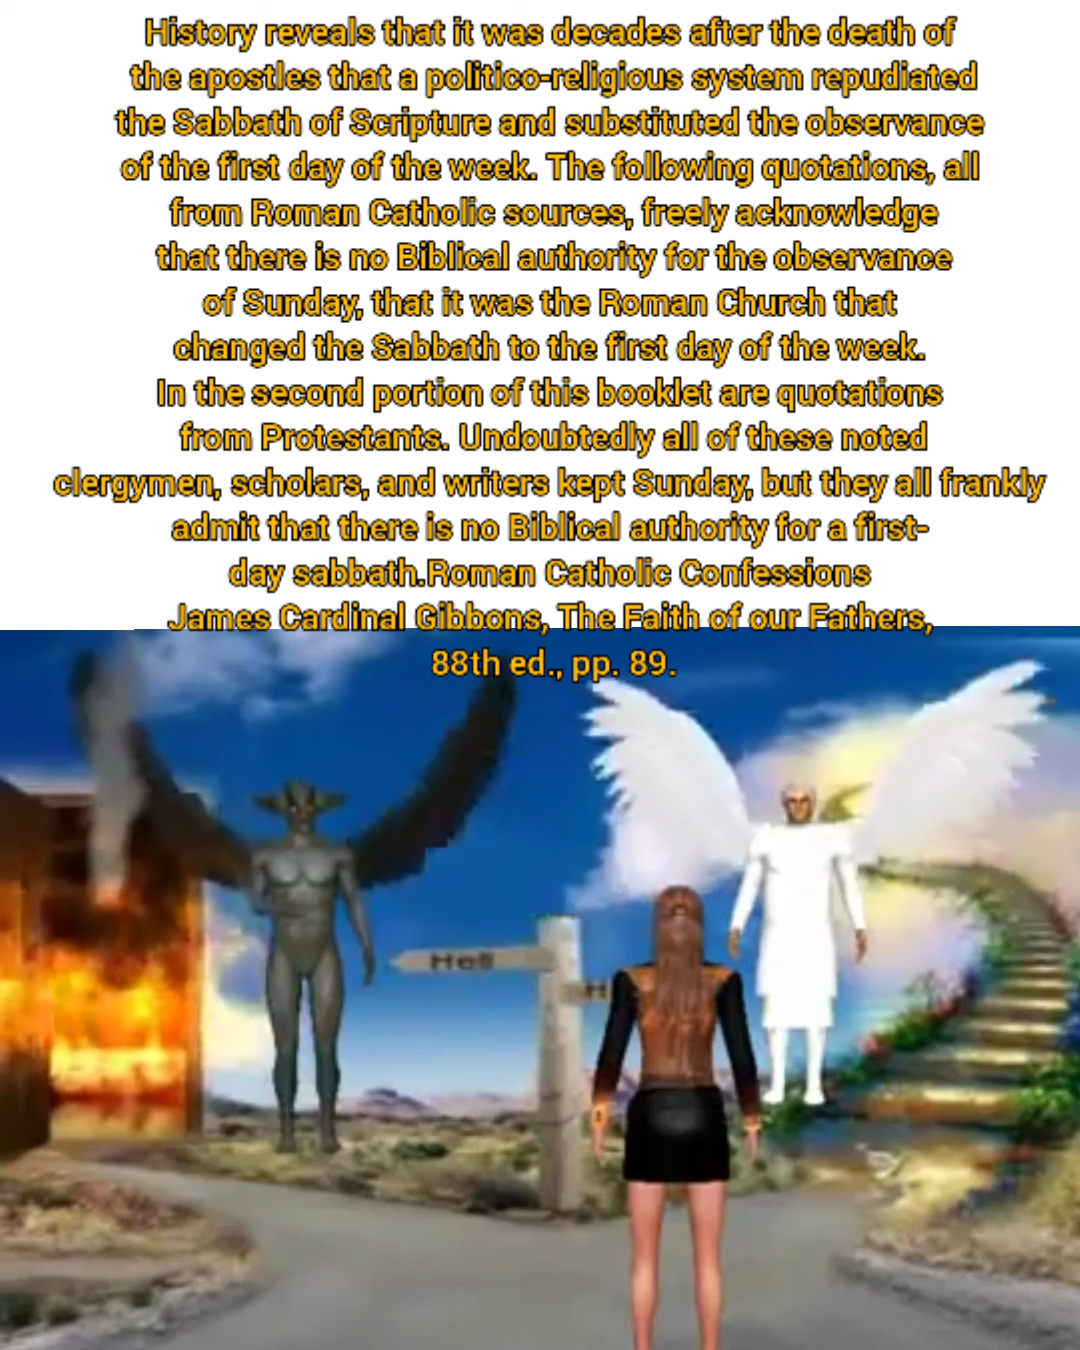 History reveals that it was decades after the death of
the apostles that a politico-religious system repudiated
the Sabbath of Scripture and substituted the observance
of the first day of the week. The following quotations, all
from Roman Catholic sources, freely acknowledge
that there is no Biblical authority for the observance
of Sunday, that it was the Roman Church that
changed the Sabbath to the first day of the week.
In the second portion of this booklet are quotations
from Protestants. Undoubtedly all of these noted
clergymen, scholars, and writers kept Sunday, but they all frankly
admit that there is no Biblical authority for a first-
day sabbath.Roman Catholic Confessions
James Cardinal Gibbons, The Faith of our Fathers,
88th ed., pp. 89.
Hell
H